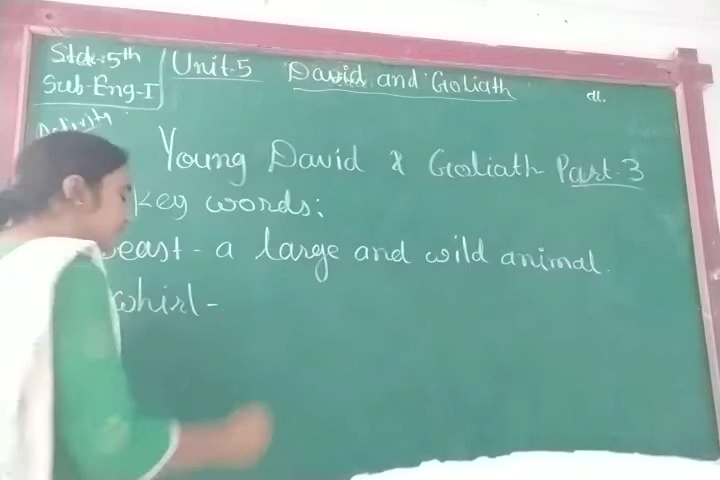 Std:5th
Sub-Eng-I
Unit.5 David and Goliath
dt.
Activity
Young David & Goliath Part.3
key words:
beast - a large and wild animal.
whirl -